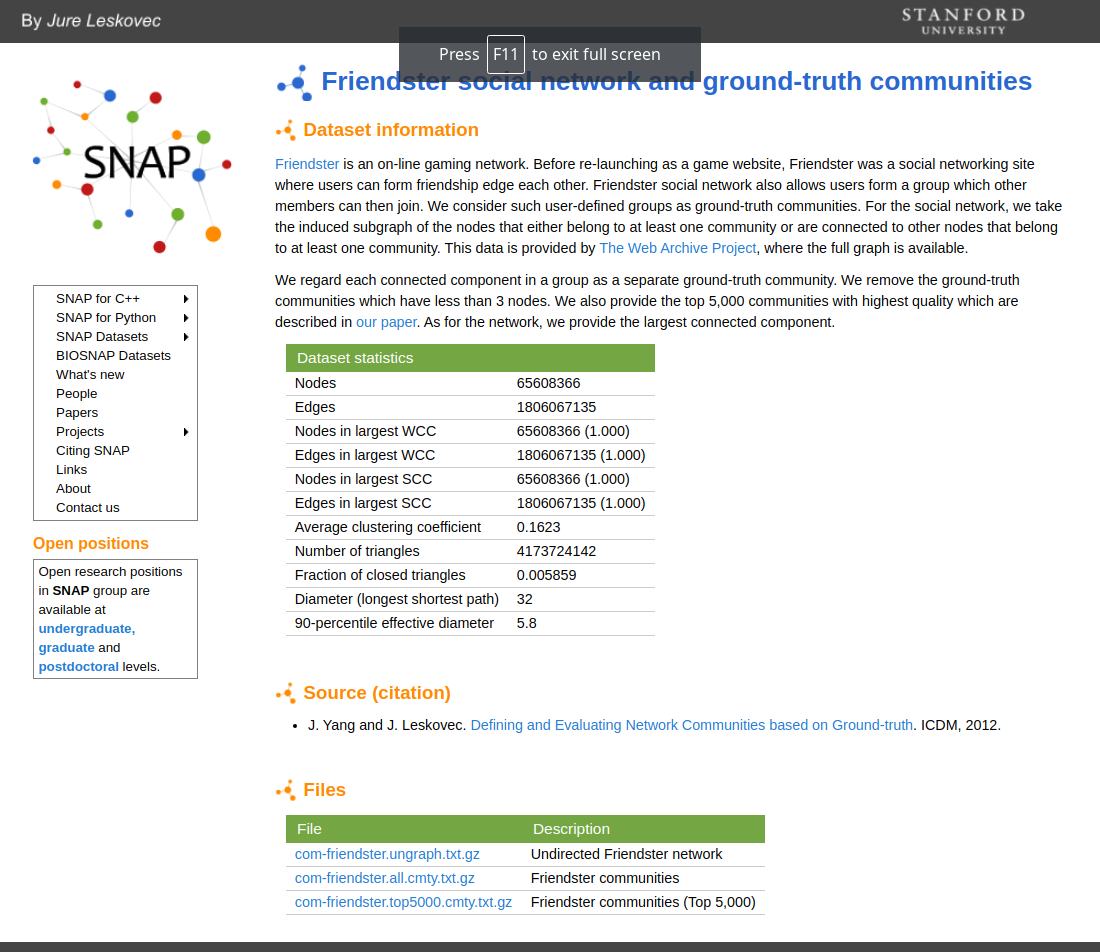 By Jure Leskovec
STANFORD
UNIVERSITY
Press F11 to exit full screen
Friendster social network and ground-truth communities
SNAP
Dataset information
Friendster is an on-line gaming network. Before re-launching as a game website, Friendster was a social networking site
where users can form friendship edge each other. Friendster social network also allows users form a group which other
members can then join. We consider such user-defined groups as ground-truth communities. For the social network, we take
the induced subgraph of the nodes that either belong to at least one community or are connected to other nodes that belong
to at least one community. This data is provided by The Web Archive Project, where the full graph is available.
We regard each connected component in a group as a separate ground-truth community. We remove the ground-truth
communities which have less than 3 nodes. We also provide the top 5,000 communities with highest quality which are
described in our paper. As for the network, we provide the largest connected component.
SNAP for C++
SNAP for Python
SNAP Datasets
BIOSNAP Datasets
What's new
People
Papers
Projects
Citing SNAP
Links
About
Contact us
Open positions
Open research positions
in SNAP group are
available at
undergraduate,
graduate and
postdoctoral levels.
Dataset statistics
Nodes 65608366
Edges 1806067135
Nodes in largest WCC 65608366 (1.000)
Edges in largest WCC 1806067135 (1.000)
Nodes in largest SCC 65608366 (1.000)
Edges in largest SCC 1806067135 (1.000)
Average clustering coefficient 0.1623
Number of triangles 4173724142
Fraction of closed triangles 0.005859
Diameter (longest shortest path) 32
90-percentile effective diameter 5.8
Source (citation)
• J. Yang and J. Leskovec. Defining and Evaluating Network Communities based on Ground-truth. ICDM, 2012.
Files
File Description
com-friendster.ungraph.txt.gz Undirected Friendster network
com-friendster.all.cmty.txt.gz Friendster communities
com-friendster.top5000.cmty.txt.gz Friendster communities (Top 5,000)